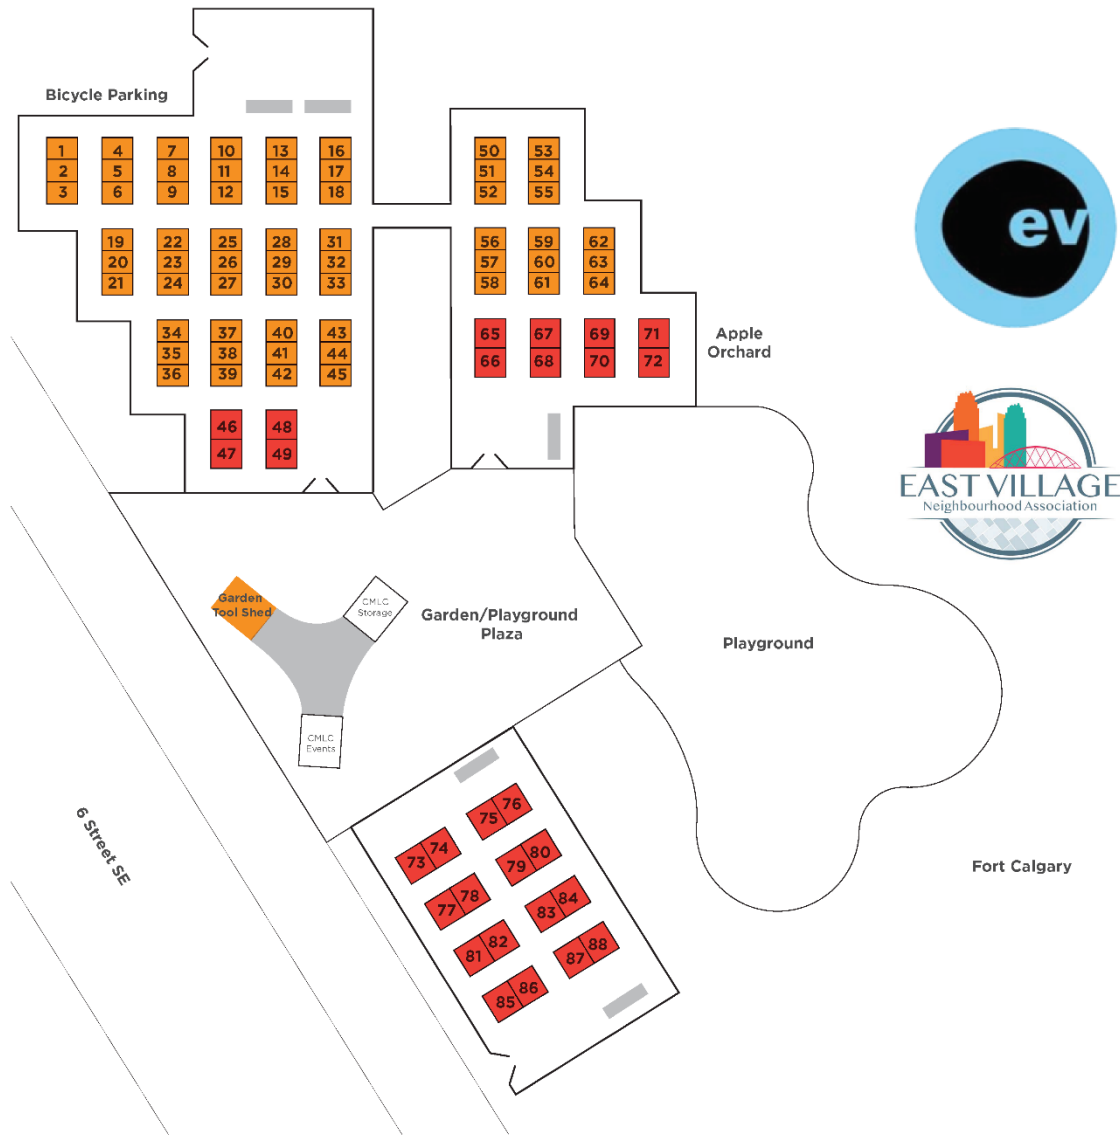 Bicycle Parking
1 4 7 10 13 16
2 5 8 11 14 17
3 6 9 12 15 18
50 53
51 54
52 55
ev
19 22 25 28 31
20 23 26 29 32
21 24 27 30 33
56 59 62
57 60 63
58 61 64
34 37 40 43
35 38 41 44
36 39 42 45
65 67 69 71
66 68 70 72
Apple
Orchard
46 48
47 49
EAST VILLAGE
Neighbourhood Association
Garden
Tool Shed
CMLC
Storage
Garden/Playground
Plaza
Playground
CMLC
Events
6 Street SE
75 76
73 74
79 80
77 78
83 84
81 82
87 88
85 86
Fort Calgary